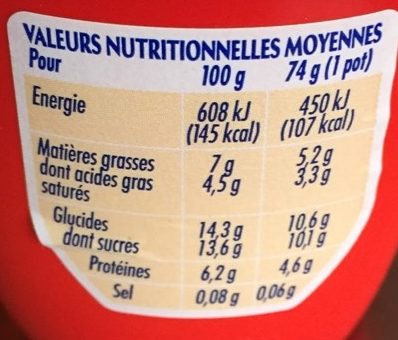 VALEURS NUTRITIONNELLES MOYENNES
Pour 100 g 74 g (1 pot)
Energie 608 kJ 450 kJ
(145 kcal) (107 kcal)
Matières grasses 7 g 5,2 g
dont acides gras 4,5 g 3,3 g
saturés
Glucides 14,3 g 10,6 g
dont sucres 13,6 g 10,1 g
Protéines 6,2 g 4,6 g
Sel 0,08 g 0,06 g